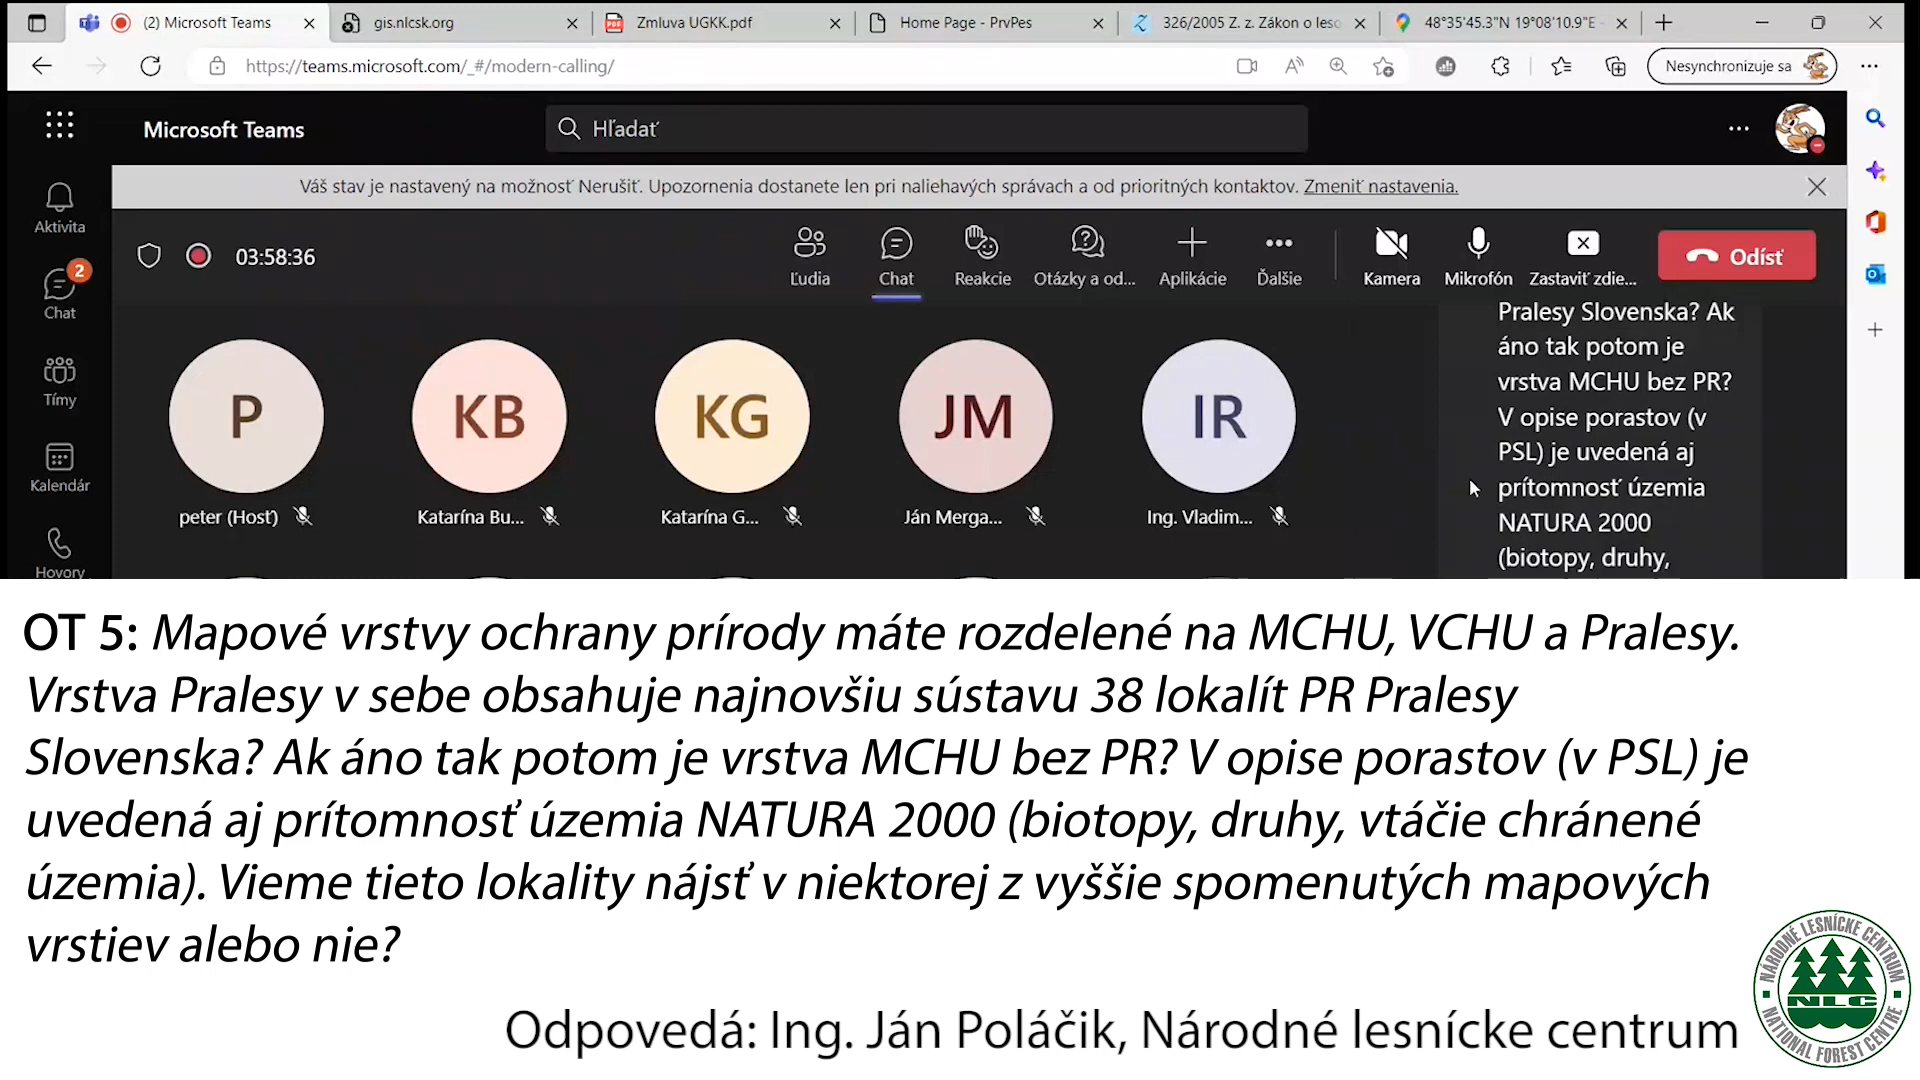 (2) Microsoft Teams
gis.nlcsk.org
Zmluva UGKK.pdf
Home Page - PrvPes
326/2005 Z. z. Zákon o leso
48°35'45.3"N 19°08'10.9"E -
https://teams.microsoft.com/_#/modern-calling/
Nesynchronizuje sa
Microsoft Teams
Hľadať
Váš stav je nastavený na možnosť Nerušiť. Upozornenia dostanete len pri naliehavých správach a od prioritných kontaktov. Zmeniť nastavenia.
Aktivita
2
Chat
Tímy
Kalendár
Hovory
03:58:36
Ľudia
Chat
Reakcie
Otázky a od...
Aplikácie
Ďalšie
Kamera
Mikrofón
Zastaviť zdie...
Odísť
P
KB
KG
JM
IR
peter (Hosť)
Katarína Bu...
Katarína G...
Ján Merga...
Ing. Vladim...
Pralesy Slovenska? Ak
áno tak potom je
vrstva MCHU bez PR?
V opise porastov (v
PSL) je uvedená aj
prítomnosť územia
NATURA 2000
(biotopy, druhy,
OT 5: Mapové vrstvy ochrany prírody máte rozdelené na MCHU, VCHU a Pralesy.
Vrstva Pralesy v sebe obsahuje najnovšiu sústavu 38 lokalít PR Pralesy
Slovenska? Ak áno tak potom je vrstva MCHU bez PR? V opise porastov (v PSL) je
uvedená aj prítomnosť územia NATURA 2000 (biotopy, druhy, vtáčie chránené
územia). Vieme tieto lokality nájsť v niektorej z vyššie spomenutých mapových
vrstiev alebo nie?
Odpovedá: Ing. Ján Poláčik, Národné lesnícke centrum
NÁRODNÉ LESNÍCKE CENTRUM
NLC
NATIONAL FOREST CENTRE